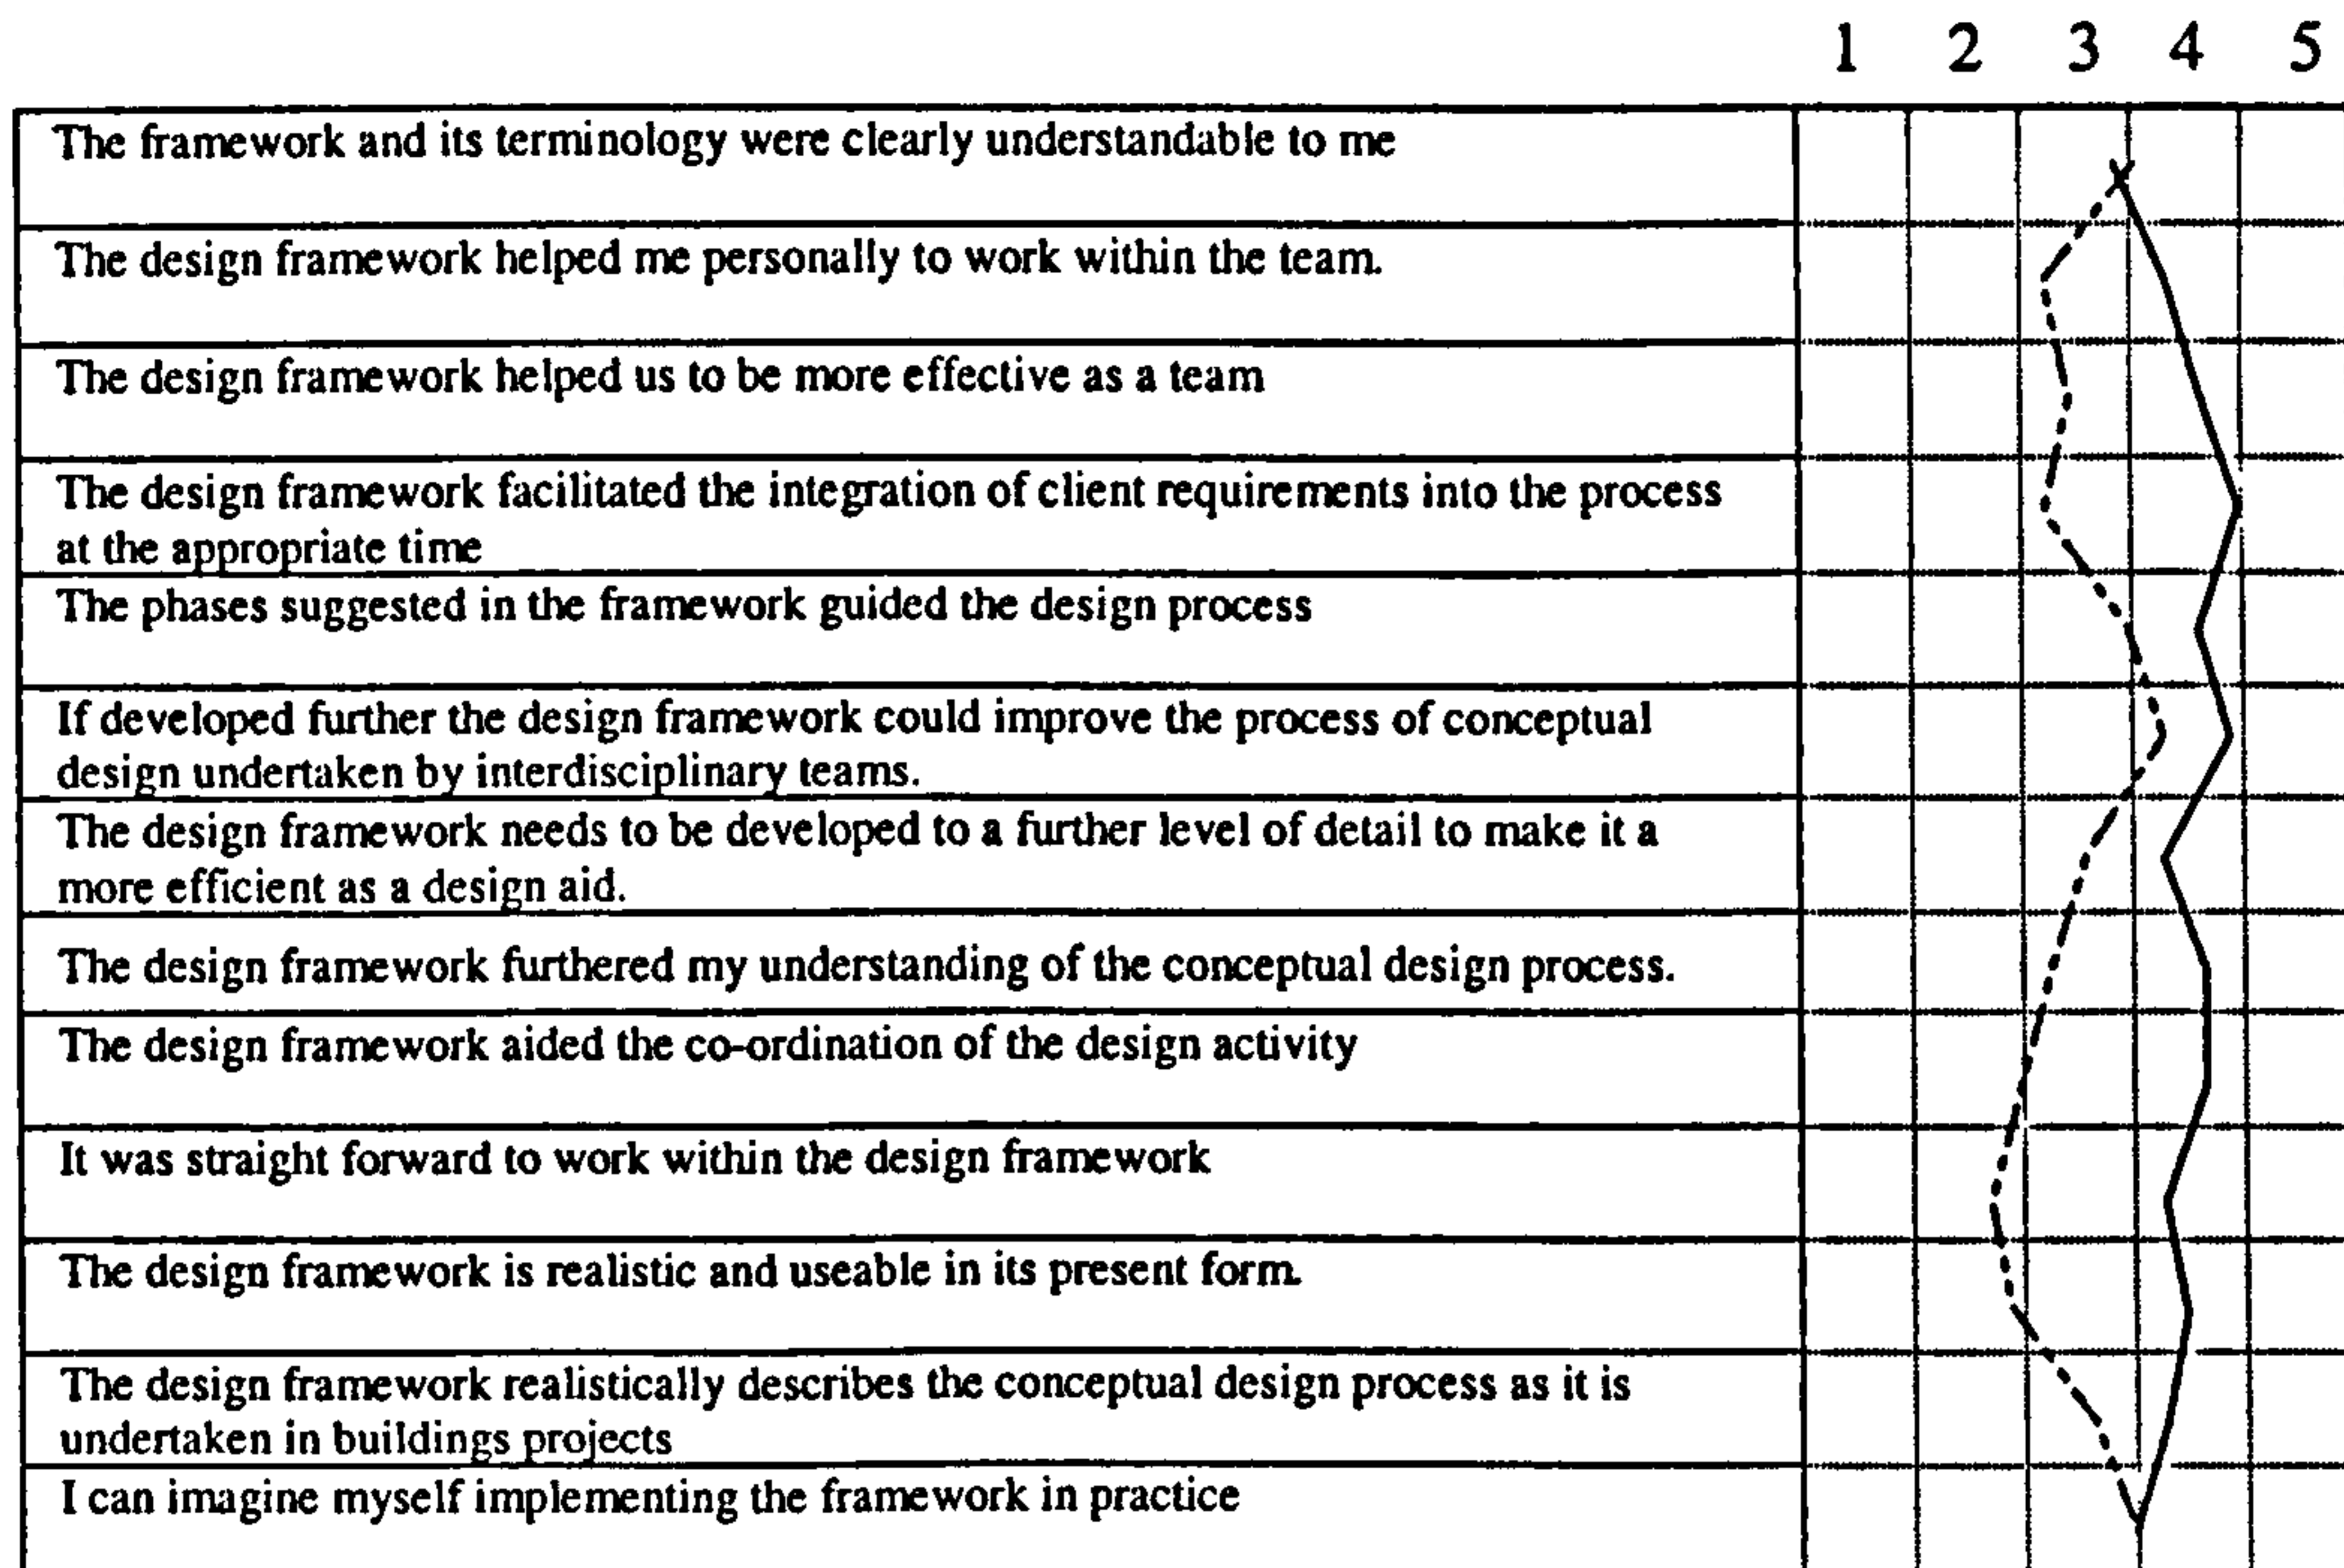 1 2 3 4 5
The framework and its terminology were clearly understandable to me
The design framework helped me personally to work within the team.
The design framework helped us to be more effective as a team
The design framework facilitated the integration of client requirements into the process
at the appropriate time
The phases suggested in the framework guided the design process
If developed further the design framework could improve the process of conceptual
design undertaken by interdisciplinary teams.
The design framework needs to be developed to a further level of detail to make it a
more efficient as a design aid.
The design framework furthered my understanding of the conceptual design process.
The design framework aided the co-ordination of the design activity
It was straight forward to work within the design framework
The design framework is realistic and useable in its present form.
The design framework realistically describes the conceptual design process as it is
undertaken in buildings projects
I can imagine myself implementing the framework in practice